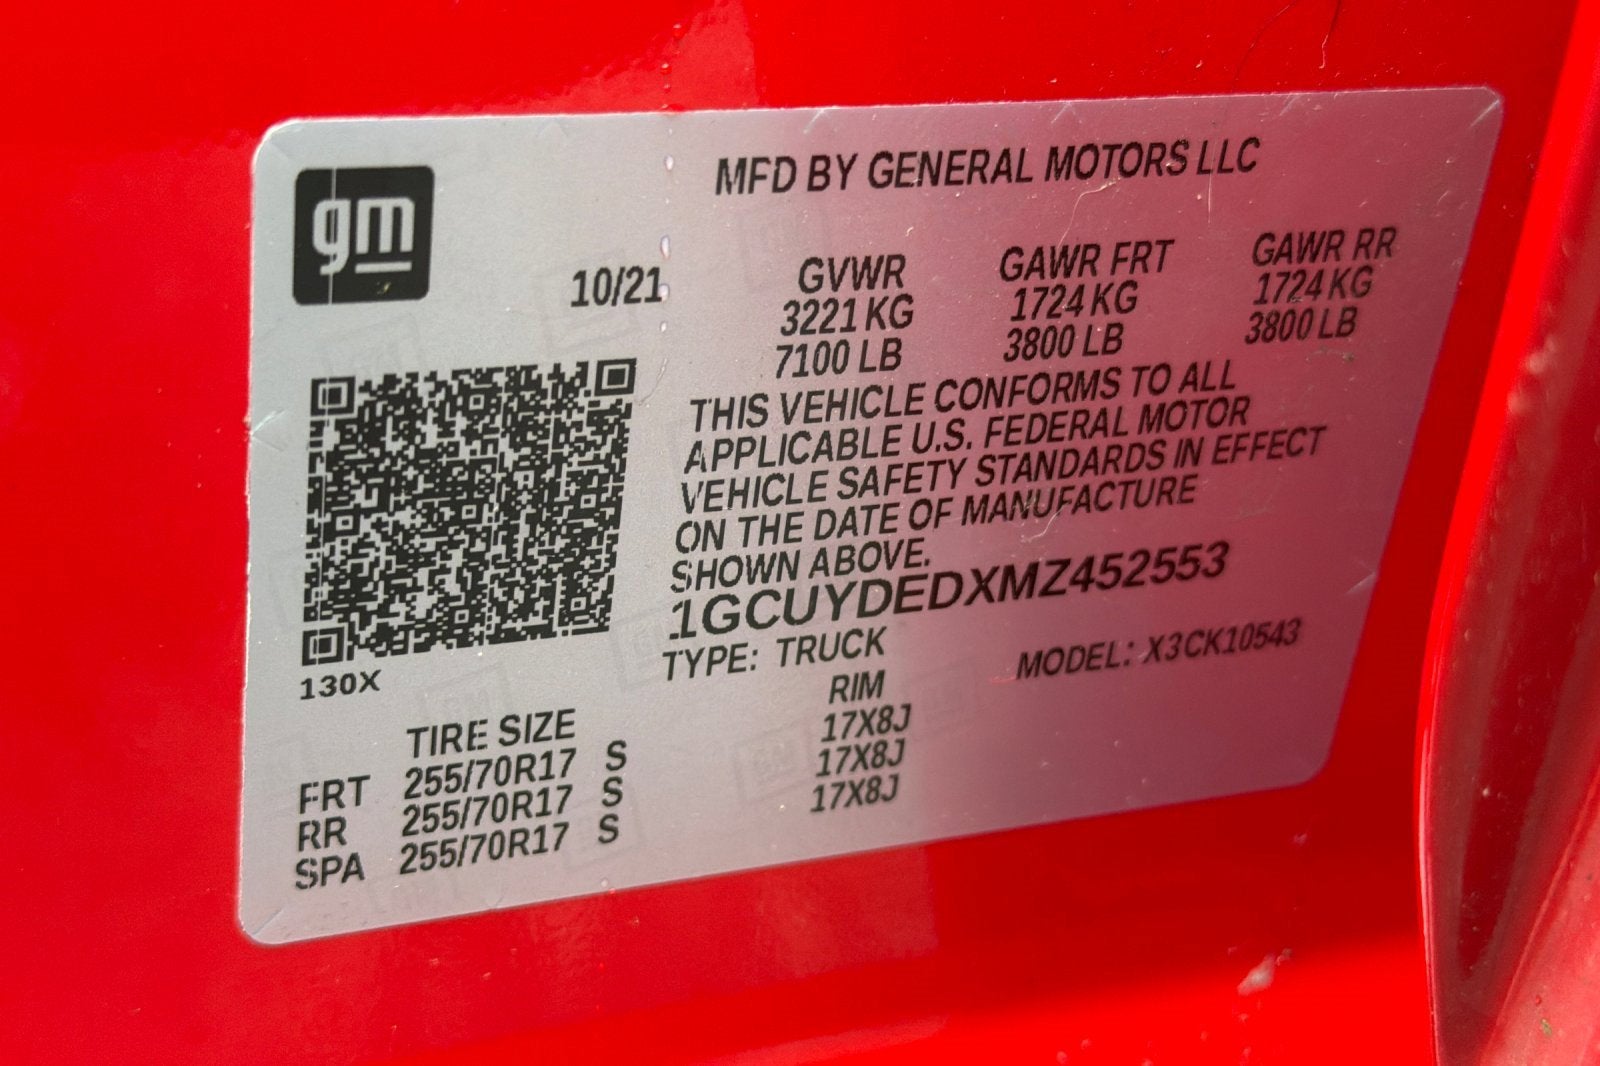 gm
MFD BY GENERAL MOTORS LLC
10/21
GVWR GAWR FRT GAWR RR
3221 KG 1724 KG 1724 KG
7100 LB 3800 LB 3800 LB
THIS VEHICLE CONFORMS TO ALL
APPLICABLE U.S. FEDERAL MOTOR
VEHICLE SAFETY STANDARDS IN EFFECT
ON THE DATE OF MANUFACTURE
SHOWN ABOVE.
1GCUYDEDXMZ452553
TYPE: TRUCK MODEL: X3CK10543
130X
TIRE SIZE RIM
FRT 255/70R17 S 17X8J
RR 255/70R17 S 17X8J
SPA 255/70R17 S 17X8J